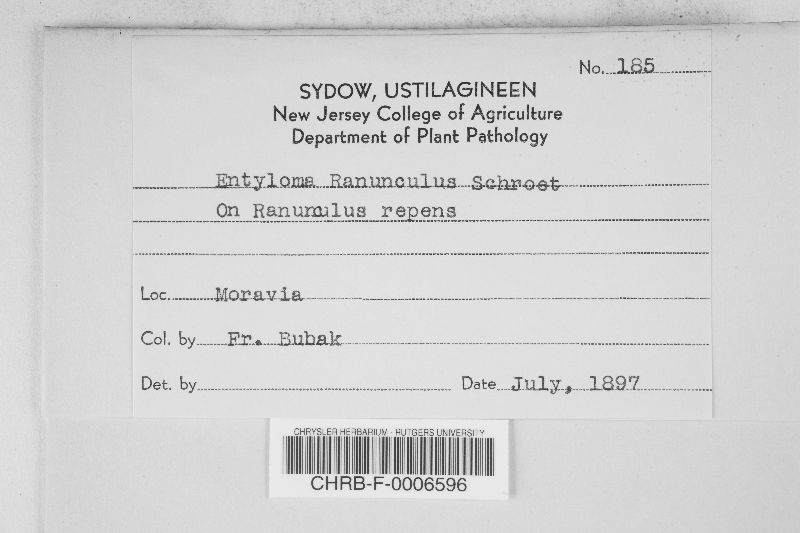 No. 185
SYDOW, USTILAGINEEN
New Jersey College of Agriculture
Department of Plant Pathology
Entyloma Ranunculus Schroet
On Ranunulus repens
Loc. Moravia
Col. by Fr. Bubak
Det. by
Date July, 1897
CHRYSLER HERBARIUM - RUTGERS UNIVERSITY
CHRB-F-0006596